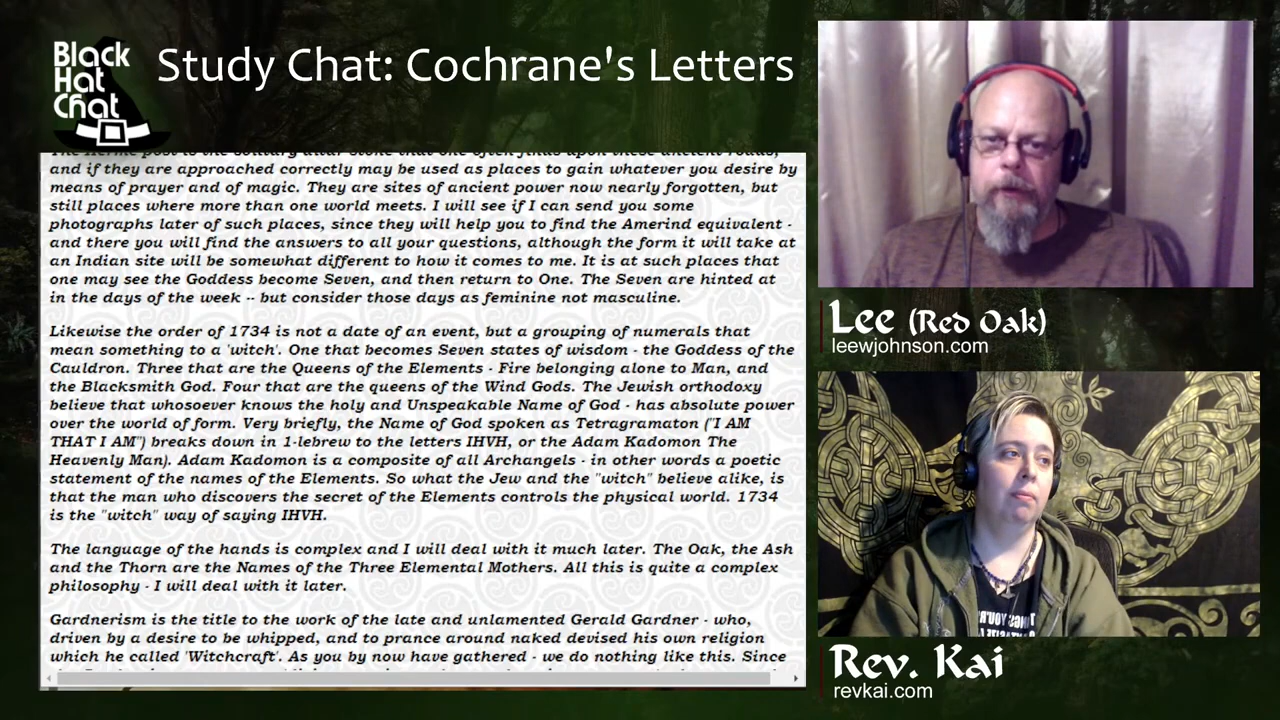 Black
Hat
Chat
Study Chat: Cochrane's Letters
and if they are approached correctly may be used as places to gain whatever you desire by
means of prayer and of magic. They are sites of ancient power now nearly forgotten, but
still places where more than one world meets. I will see if I can send you some
photographs later of such places, since they will help you to find the Amerind equivalent -
and there you will find the answers to all your questions, although the form it will take at
an Indian site will be somewhat different to how it comes to me. It is at such places that
one may see the Goddess become Seven, and then return to One. The Seven are hinted at
in the days of the week -- but consider those days as feminine not masculine.
Likewise the order of 1734 is not a date of an event, but a grouping of numerals that
mean something to a 'witch'. One that becomes Seven states of wisdom - the Goddess of the
Cauldron. Three that are the Queens of the Elements - Fire belonging alone to Man, and
the Blacksmith God. Four that are the queens of the Wind Gods. The Jewish orthodoxy
believe that whosoever knows the holy and Unspeakable Name of God - has absolute power
over the world of form. Very briefly, the Name of God spoken as Tetragramaton ("I AM
THAT I AM") breaks down in 1-lebrew to the letters IHVH, or the Adam Kadomon The
Heavenly Man). Adam Kadomon is a composite of all Archangels - in other words a poetic
statement of the names of the Elements. So what the Jew and the "witch" believe alike, is
that the man who discovers the secret of the Elements controls the physical world. 1734
is the "witch" way of saying IHVH.
The language of the hands is complex and I will deal with it much later. The Oak, the Ash
and the Thorn are the Names of the Three Elemental Mothers. All this is quite a complex
philosophy - I will deal with it later.
Gardnerism is the title to the work of the late and unlamented Gerald Gardner - who,
driven by a desire to be whipped, and to prance around naked devised his own religion
which he called 'Witchcraft'. As you by now have gathered - we do nothing like this. Since
Lee (Red Oak)
leewjohnson.com
Rev. Kai
revkai.com